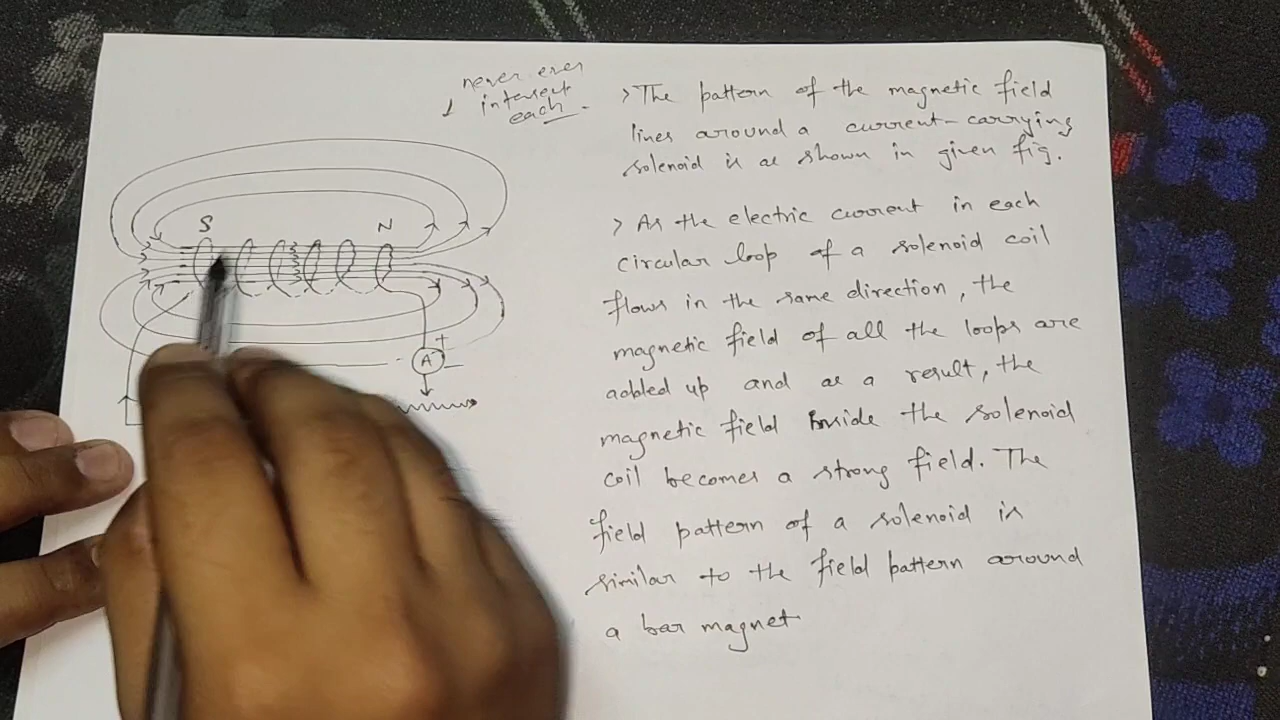 never ever
intersect
each
> The pattern of the magnetic field
lines around a current-carrying
solenoid is as shown in given fig.
S
N
> As the electric current in each
circular loop of a solenoid coil
flows in the same direction, the
magnetic field of all the loops are
added up and as a result, the
magnetic field inside the solenoid
coil becomes a strong field. The
field pattern of a solenoid is
similar to the field pattern around
a bar magnet
+
- A -